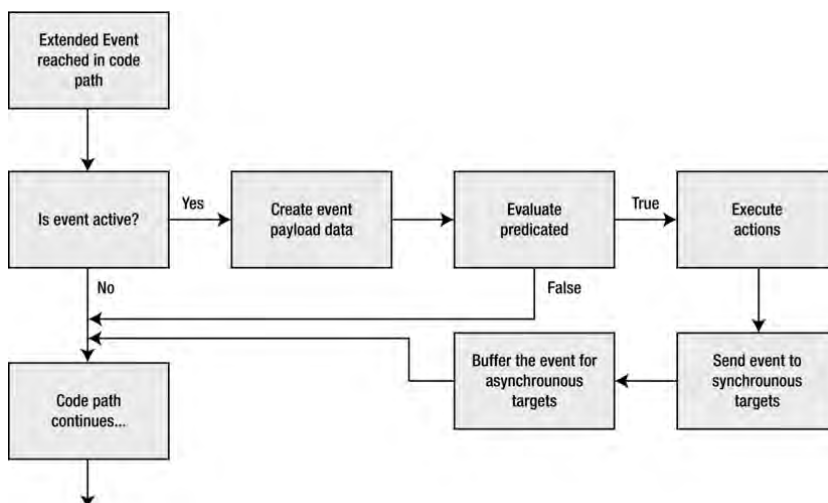 Extended Event
reached in code
path
Is event active?
Yes
Create event
payload data
Evaluate
predicated
True
Execute
actions
No
False
Code path
continues...
Buffer the event for
asynchrounous
targets
Send event to
synchrounous
targets